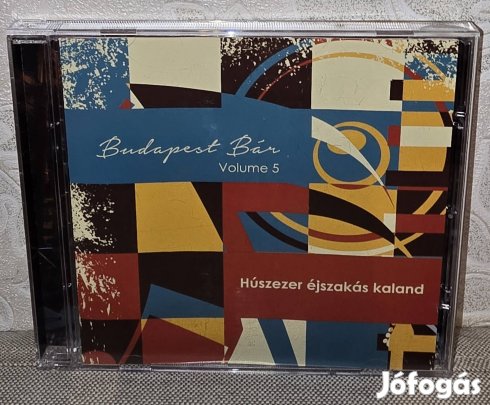 Budapest Bár
Volume 5
Húszezer éjszakás kaland
Jófogás